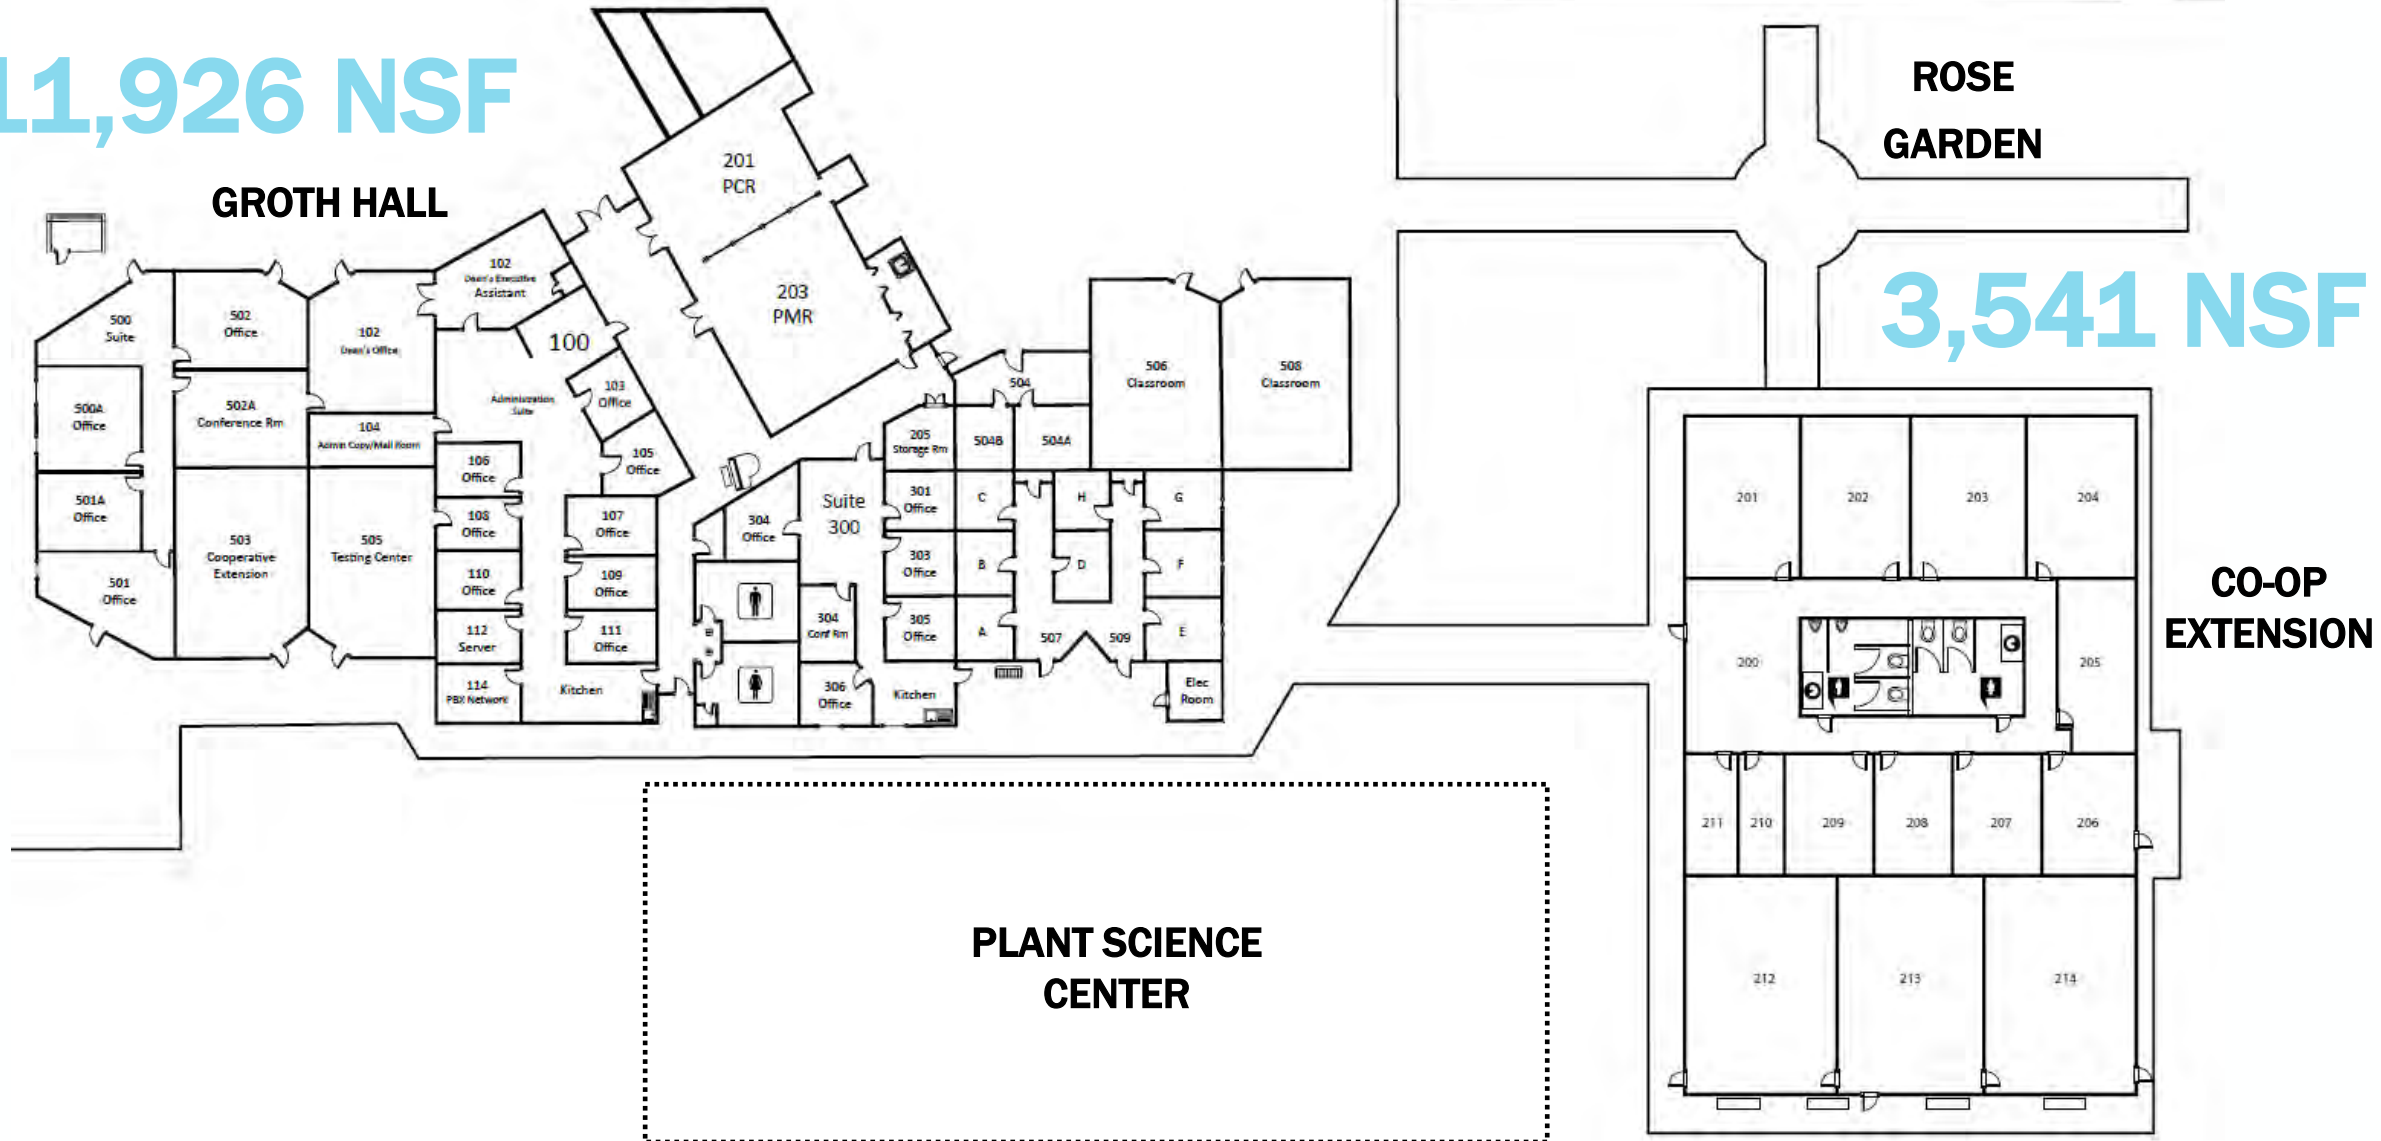 11,926 NSF
GROTH HALL
ROSE
GARDEN
3,541 NSF
CO-OP
EXTENSION
PLANT SCIENCE
CENTER
201
PCR
203
PMR
102
Dean's Executive
Assistant
100
Administration
Suite
500
Suite
502
Office
102
Dean's Office
103
Office
500A
Office
502A
Conference Rm
104
Admin Copy/Mail Room
105
Office
106
Office
501A
Office
108
Office
107
Office
503
Cooperative
Extension
505
Testing Center
501
Office
110
Office
109
Office
112
Server
111
Office
114
PBX Network
Kitchen
304
Office
Suite
300
205
Storage Rm
504
504B
504A
506
Classroom
508
Classroom
301
Office
C
H
G
303
Office
B
D
F
304
Conf Rm
305
Office
A
507
509
E
306
Office
Kitchen
Elec
Room
201
202
203
204
200
205
211
210
209
208
207
206
212
213
214